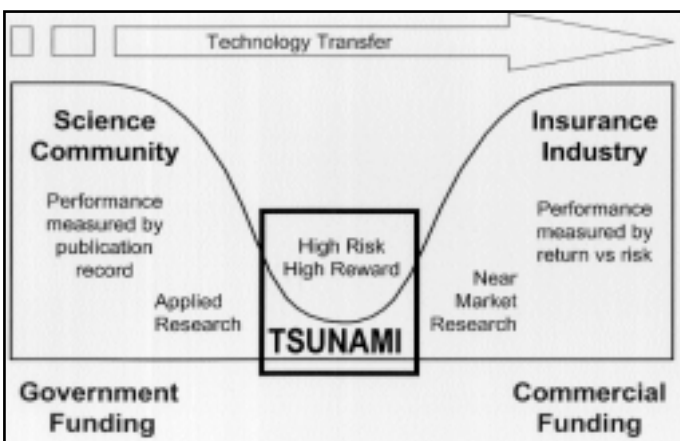 Technology Transfer
Science
Community
Performance
measured by
publication
record
Applied
Research
High Risk
High Reward
TSUNAMI
Insurance
Industry
Performance
measured by
return vs risk
Near
Market
Research
Government
Funding
Commercial
Funding